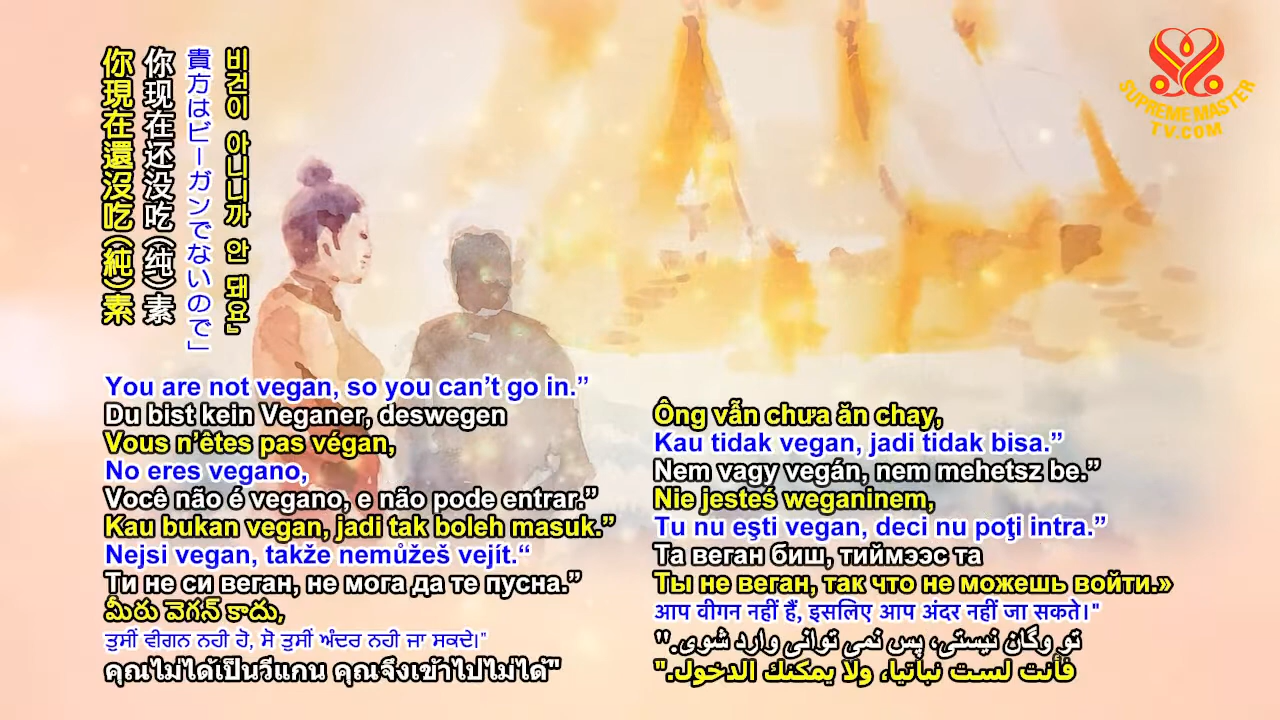 你現在還沒吃（純）素
你现在还没吃（纯）素
貴方はビーガンでないので」
비건이 아니니까 안 돼요』
SUPREME MASTER
TV.COM
You are not vegan, so you can’t go in.”
Du bist kein Veganer, deswegen
Vous n’êtes pas végan,
No eres vegano,
Você não é vegano, e não pode entrar.”
Kau bukan vegan, jadi tak boleh masuk.”
Nejsi vegan, takže nemůžeš vejít.“
Ти не си веган, не мога да те пусна.”
మీరు వెగన్ కాదు,
ਤੁਸੀਂ ਵੀਗਨ ਨਹੀ ਹੋ, ਸੋ ਤੁਸੀਂ ਅੰਦਰ ਨਹੀ ਜਾ ਸਕਦੇ।"
คุณไม่ได้เป็นวีแกน คุณจึงเข้าไปไม่ได้"
Ông vẫn chưa ăn chay,
Kau tidak vegan, jadi tidak bisa.”
Nem vagy vegán, nem mehetsz be.”
Nie jesteś weganinem,
Tu nu eşti vegan, deci nu poţi intra.”
Та веган биш, тиймээс та
Ты не веган, так что не можешь войти.»
आप वीगन नहीं हैं, इसलिए आप अंदर नहीं जा सकते।"
تو وگان نیستی، پس نمی توانی وارد شوی."
فأنت لست نباتيا، ولا يمكنك الدخول."